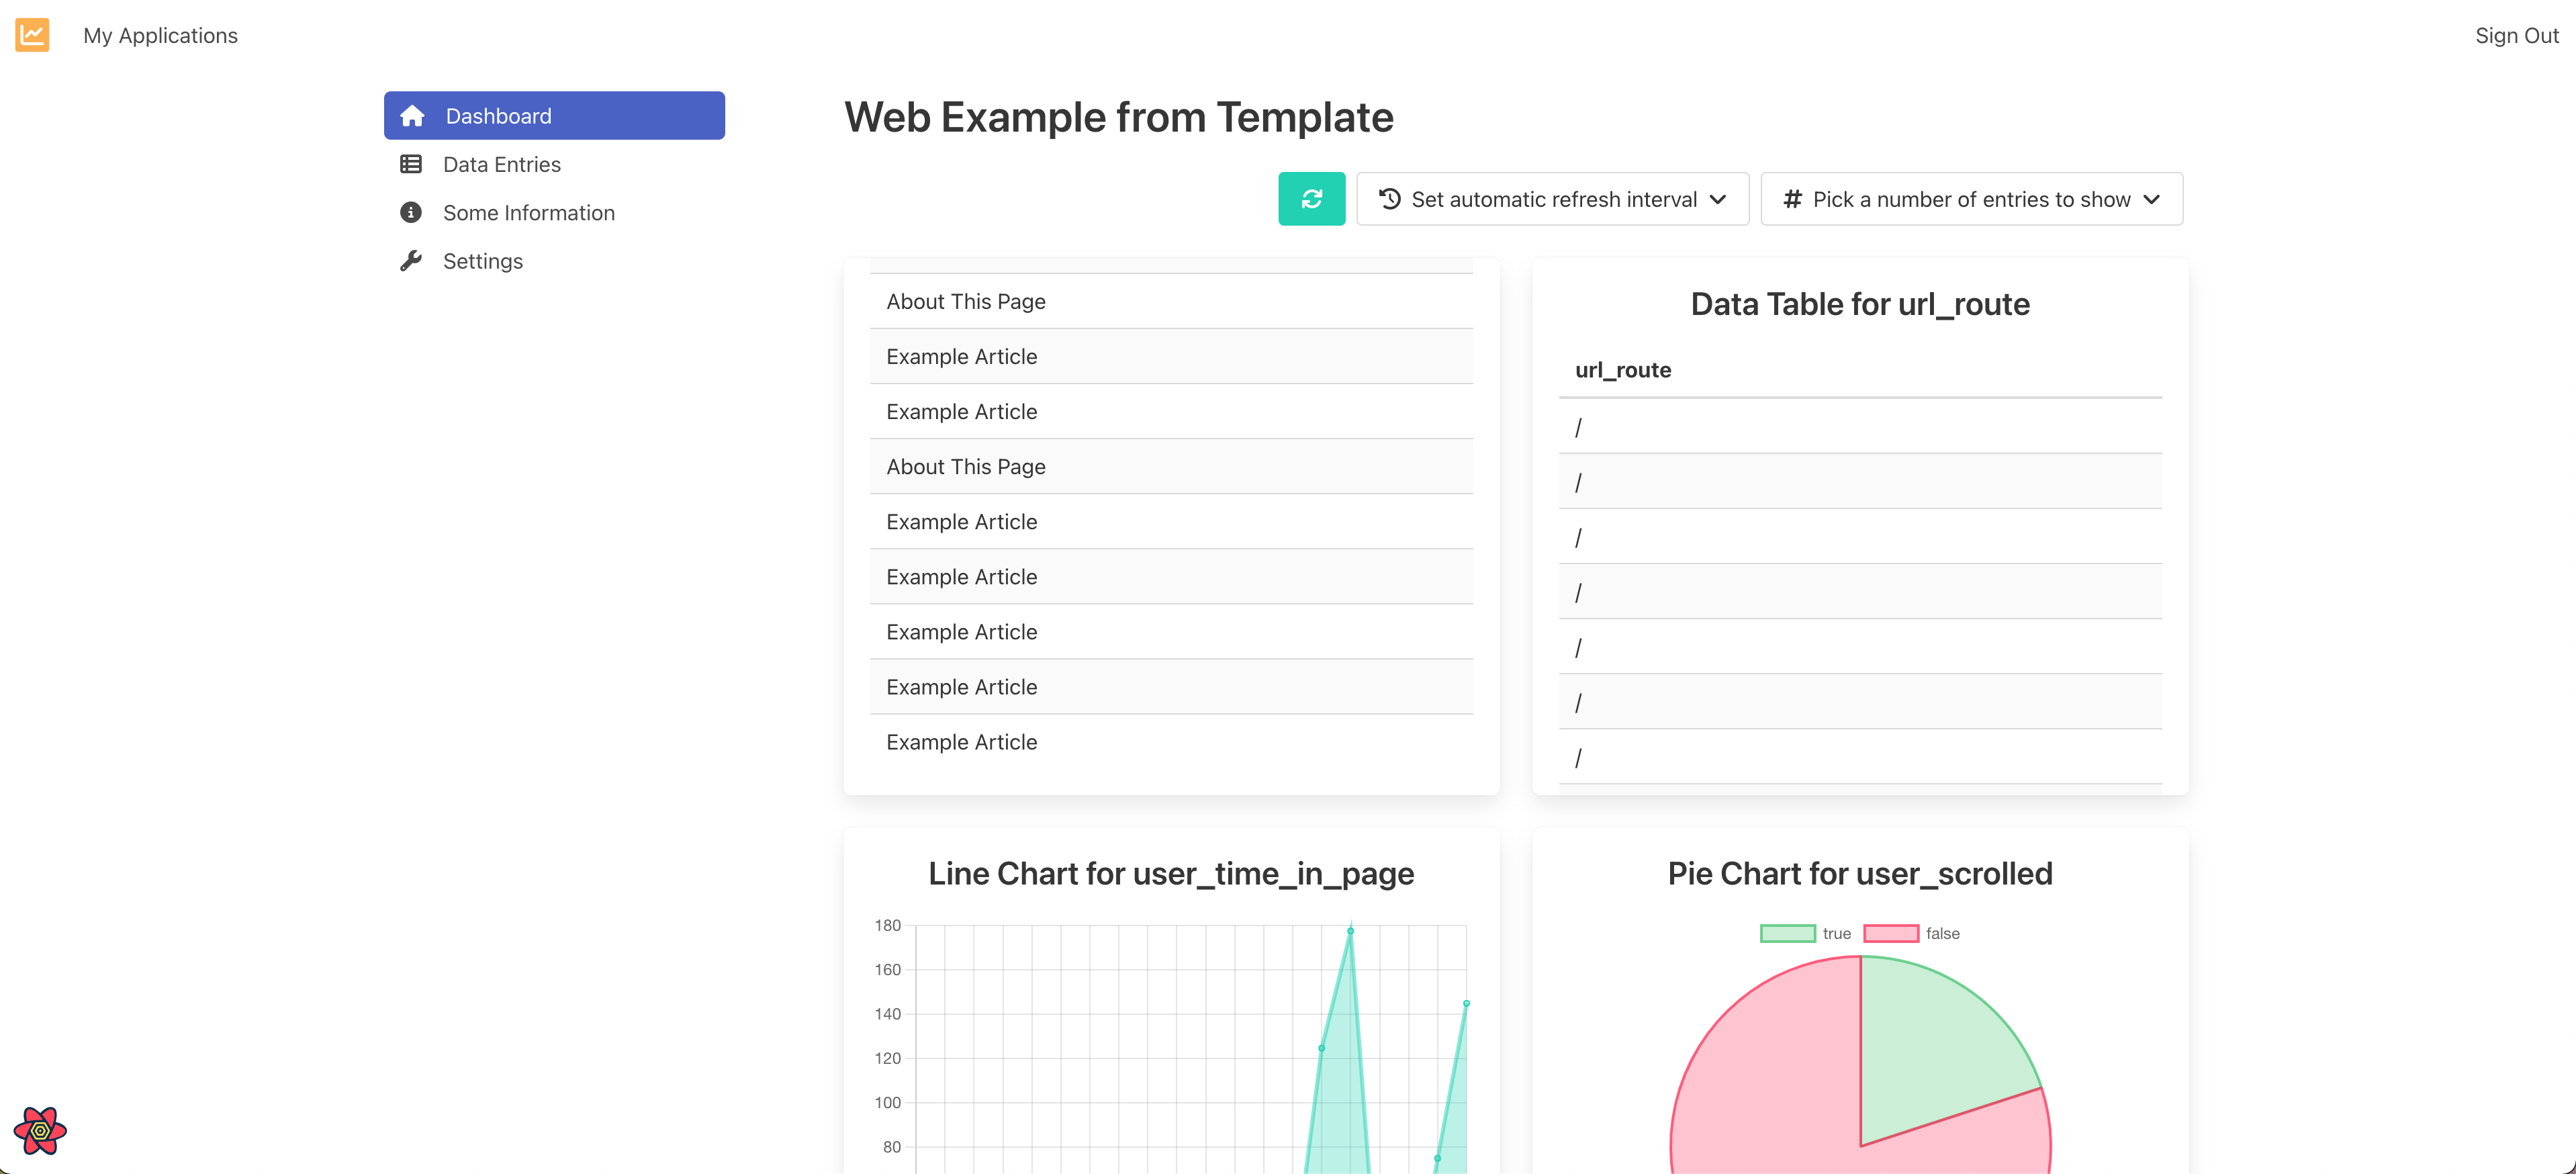 My Applications
Sign Out
Dashboard
Data Entries
Some Information
Settings
Web Example from Template
Set automatic refresh interval
# Pick a number of entries to show
About This Page
Example Article
Example Article
About This Page
Example Article
Example Article
Example Article
Example Article
Example Article
Data Table for url_route
url_route
/
/
/
/
/
/
/
Line Chart for user_time_in_page
180
160
140
120
100
80
Pie Chart for user_scrolled
true false